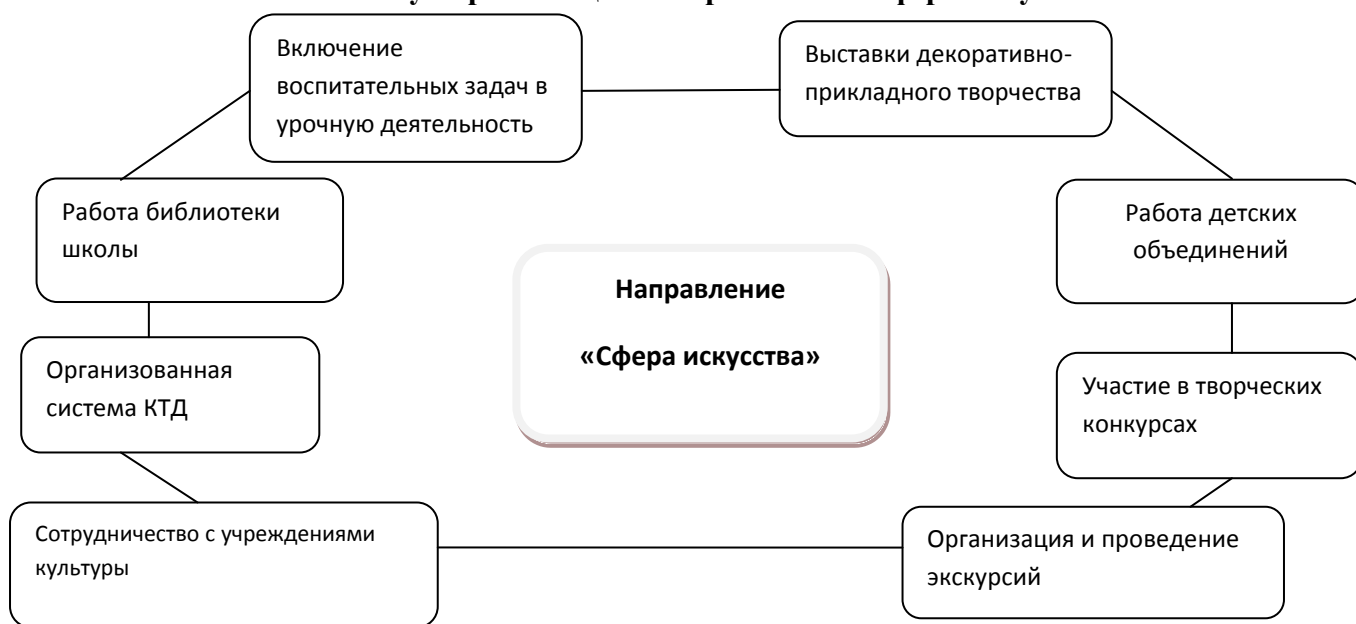 Включение
воспитательных задач в
урочную деятельность
Выставки декоративно-
прикладного творчества
Работа библиотеки
школы
Работа детских
объединений
Направление
«Сфера искусства»
Организованная
система КТД
Участие в творческих
конкурсах
Сотрудничество с учреждениями
культуры
Организация и проведение
экскурсий